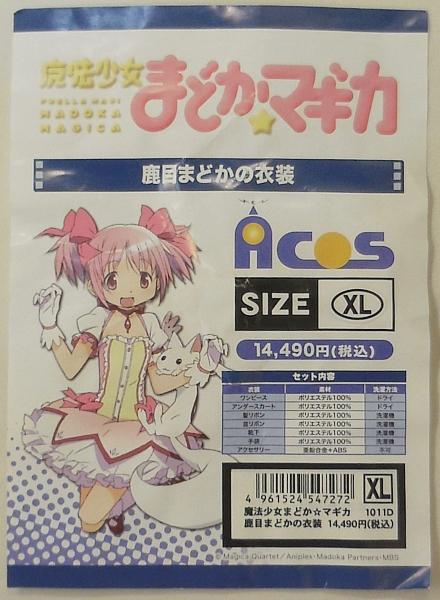 魔法少女
まどか☆マギカ
PUELLA MAGI
MADOKA
MAGICA
鹿目まどかの衣装
Acos
SIZE XL
14,490円(税込)
セット内容
衣装 素材 洗濯方法
ワンピース ポリエステル100% ドライ
アンダースカート ポリエステル100% ドライ
髪リボン ポリエステル100% 洗濯機
首リボン ポリエステル100% 洗濯機
靴下 ポリエステル100% 洗濯機
手袋 ポリエステル100% 洗濯機
アクセサリー 亜鉛合金+ABS 不可
4 961524 547272
XL
魔法少女まどか☆マギカ 1011D
鹿目まどかの衣装 14,490円(税込)
© Magica Quartet/Aniplex・Madoka Partners・MBS